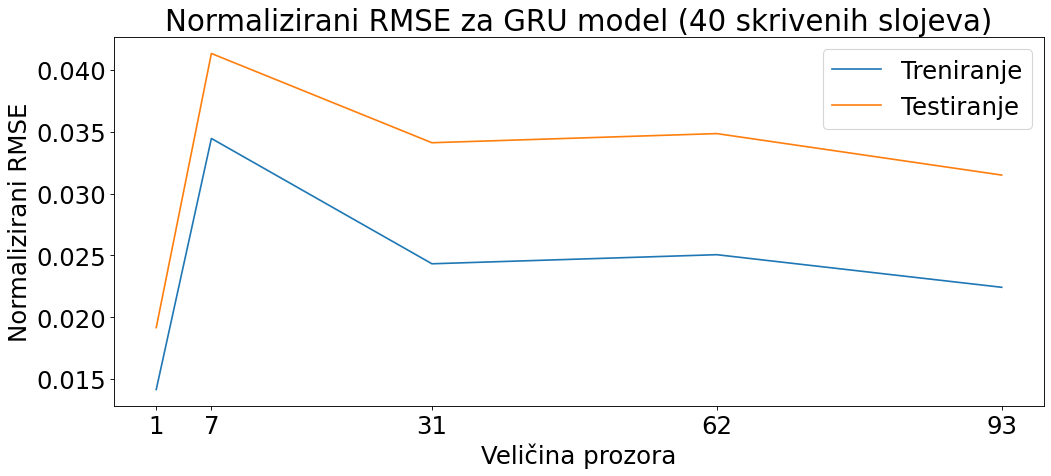 Normalizirani RMSE za GRU model (40 skrivenih slojeva)
Treniranje
Testiranje
Normalizirani RMSE
0.040
0.035
0.030
0.025
0.020
0.015
1 7 31 62 93
Veličina prozora